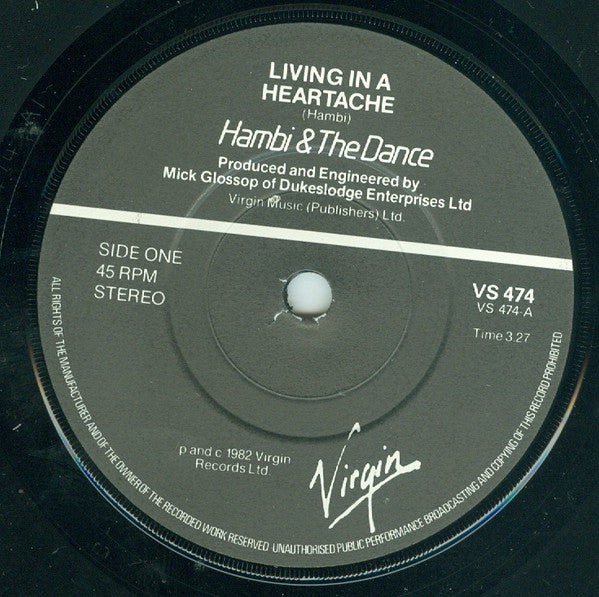 LIVING IN A
HEARTACHE
(Hambi)
Hambi & The Dance
Produced and Engineered by
Mick Glossop of Dukeslodge Enterprises Ltd
Virgin Music (Publishers) Ltd.
SIDE ONE
45 RPM
STEREO
VS 474
VS 474-A
Time 3.27
p and c 1982 Virgin
Records Ltd.
Virgin
ALL RIGHTS OF THE MANUFACTURER AND OF THE OWNER OF THE RECORDED WORK RESERVED UNAUTHORISED PUBLIC PERFORMANCE BROADCASTING AND COPYING OF THIS RECORD PROHIBITED